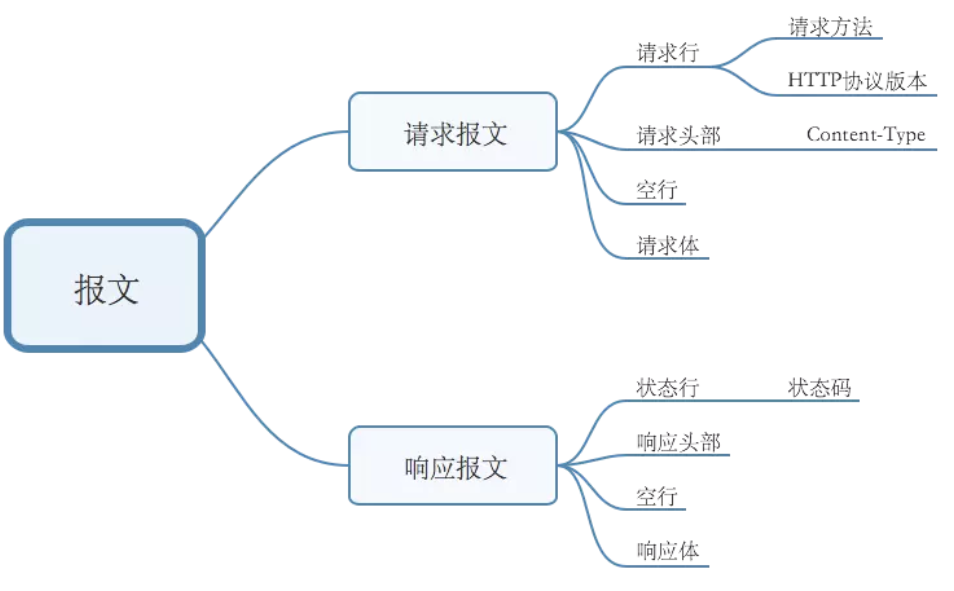 报文
请求报文
请求行
请求方法
HTTP协议版本
请求头部
Content-Type
空行
请求体
响应报文
状态行
状态码
响应头部
空行
响应体